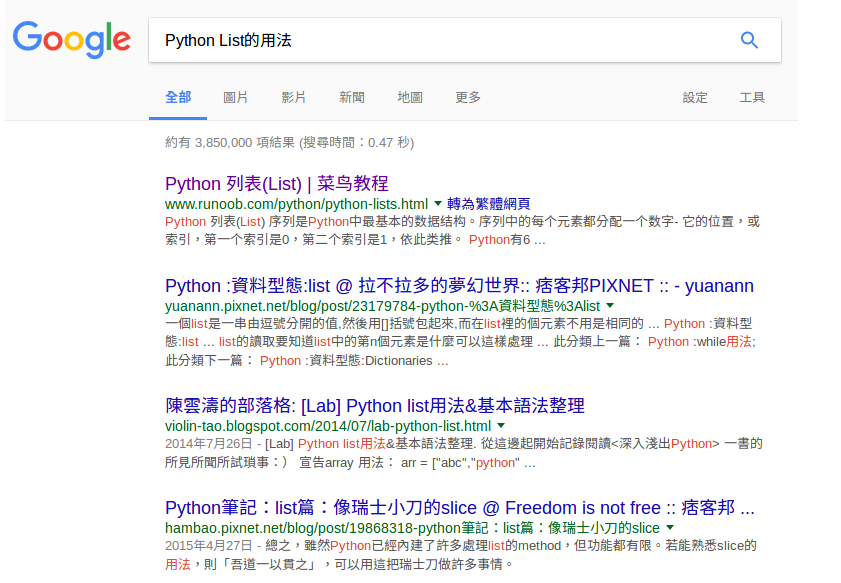 Google
Python List的用法
全部 圖片 影片 新聞 地圖 更多 設定 工具
約有 3,850,000 項結果 (搜尋時間：0.47 秒)
Python 列表(List) | 菜鸟教程
www.runoob.com/python/python-lists.html 轉為繁體網頁
Python 列表(List) 序列是Python中最基本的数据结构。序列中的每个元素都分配一个数字- 它的位置，或
索引，第一个索引是0，第二个索引是1，依此类推。 Python有6 ...
Python :資料型態:list @ 拉不拉多的夢幻世界:: 痞客邦PIXNET :: - yuanann
yuanann.pixnet.net/blog/post/23179784-python-%3A資料型態%3Alist
一個list是一串由逗號分開的值,然後用[]括號包起來,而在list裡的個元素不用是相同的 ... Python :資料型
態:list ... list的讀取要知道list中的第n個元素是什麼可以這樣處理 ... 此分類上一篇： Python :while用法;
此分類下一篇： Python :資料型態:Dictionaries ...
陳雲濤的部落格: [Lab] Python list用法&基本語法整理
violin-tao.blogspot.com/2014/07/lab-python-list.html
2014年7月26日 - [Lab] Python list用法&基本語法整理. 從這邊起開始記錄閱讀<深入淺出Python> 一書的
所見所聞所試瑣事：） 宣告array 用法： arr = ["abc","python" ...
Python筆記：list篇：像瑞士小刀的slice @ Freedom is not free :: 痞客邦 ...
hambao.pixnet.net/blog/post/19868318-python筆記：list篇：像瑞士小刀的slice
2015年4月27日 - 總之，雖然Python已經內建了許多處理list的method，但功能都有限。若能熟悉slice的
用法，則「吾道一以貫之」，可以用這把瑞士刀做許多事情。